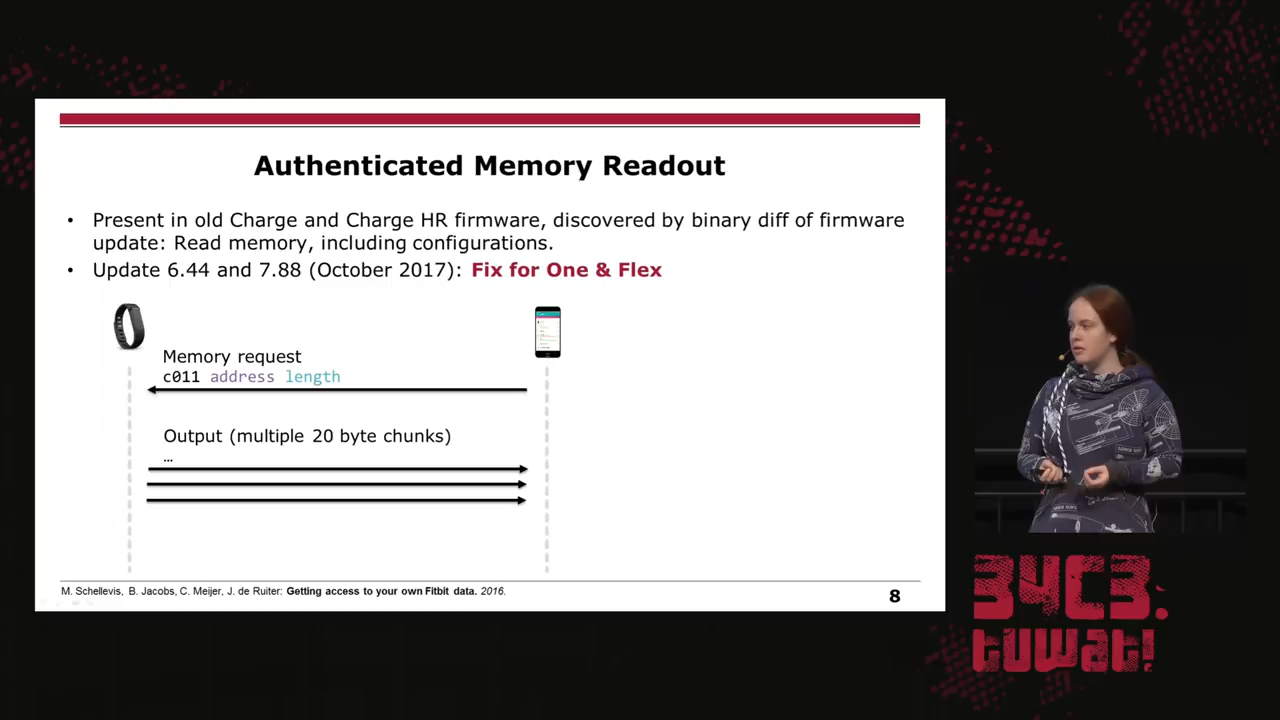 Authenticated Memory Readout
• Present in old Charge and Charge HR firmware, discovered by binary diff of firmware
update: Read memory, including configurations.
• Update 6.44 and 7.88 (October 2017): Fix for One & Flex
Memory request
c011 address length
Output (multiple 20 byte chunks)
…
M. Schellevis, B. Jacobs, C. Meijer, J. de Ruiter: Getting access to your own Fitbit data. 2016.
8
34C3.
tuwat!